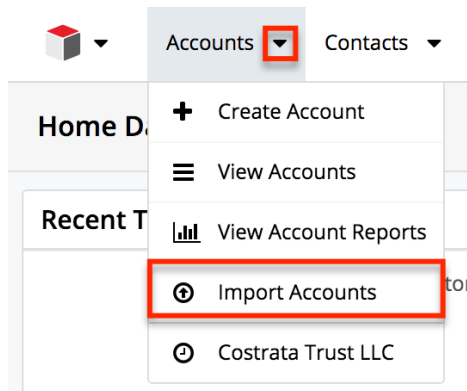 Accounts Contacts
Create Account
Home Da
View Accounts
Recent T
View Account Reports
Import Accounts
Costrata Trust LLC